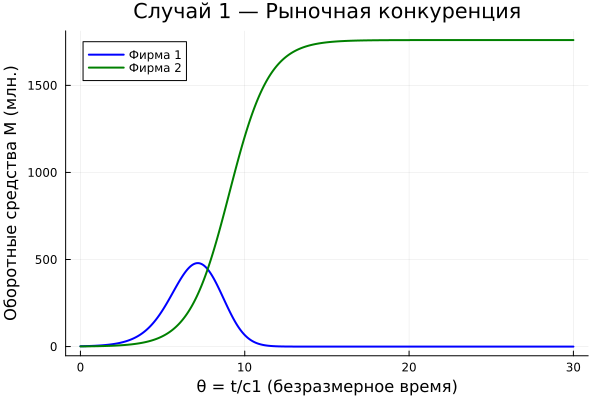 Случай 1 — Рыночная конкуренция
Оборотные средства M (млн.)
Фирма 1
Фирма 2
1500
1000
500
0
0 10 20 30
θ = t/c1 (безразмерное время)